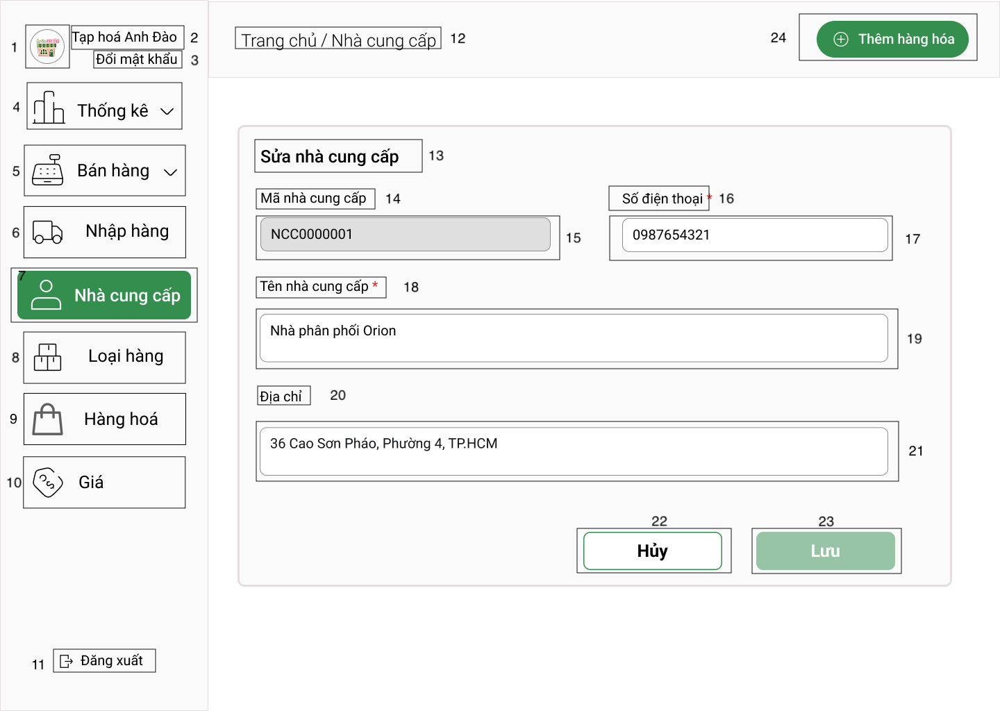 1
Tạp hoá Anh Đào
2
Đổi mật khẩu
3
4
Thống kê
5
Bán hàng
6
Nhập hàng
7
Nhà cung cấp
8
Loại hàng
9
Hàng hoá
10
Giá
11
Đăng xuất
Trang chủ / Nhà cung cấp
12
24
Thêm hàng hóa
Sửa nhà cung cấp
13
Mã nhà cung cấp
14
Số điện thoại *
16
NCC0000001
15
0987654321
17
Tên nhà cung cấp *
18
Nhà phân phối Orion
19
Địa chỉ
20
36 Cao Sơn Pháo, Phường 4, TP.HCM
21
22
Hủy
23
Lưu